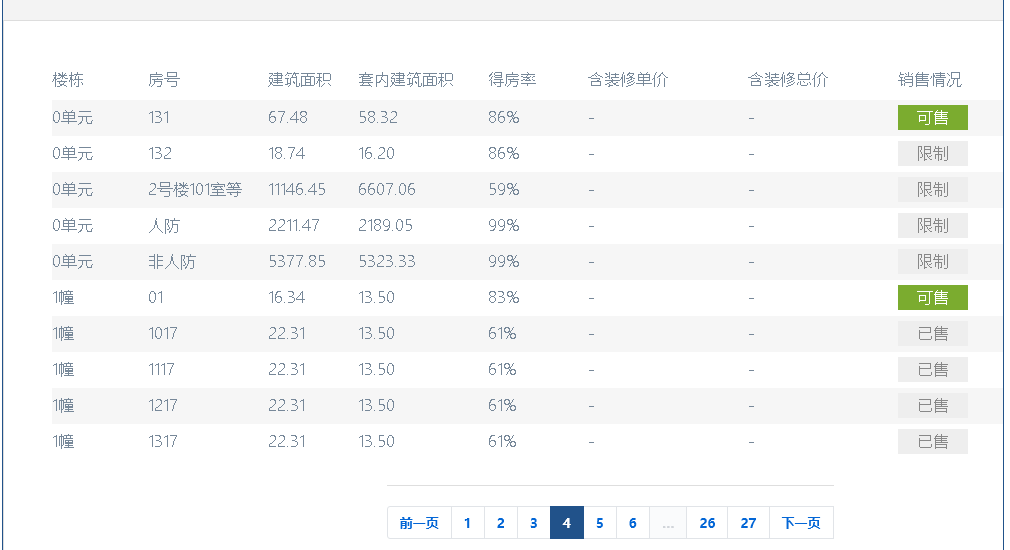 楼栋 房号 建筑面积 套内建筑面积 得房率 含装修单价 含装修总价 销售情况
0单元 131 67.48 58.32 86% - - 可售
0单元 132 18.74 16.20 86% - - 限制
0单元 2号楼101室等 11146.45 6607.06 59% - - 限制
0单元 人防 2211.47 2189.05 99% - - 限制
0单元 非人防 5377.85 5323.33 99% - - 限制
1幢 01 16.34 13.50 83% - - 可售
1幢 1017 22.31 13.50 61% - - 已售
1幢 1117 22.31 13.50 61% - - 已售
1幢 1217 22.31 13.50 61% - - 已售
1幢 1317 22.31 13.50 61% - - 已售
前一页 1 2 3 4 5 6 ... 26 27 下一页